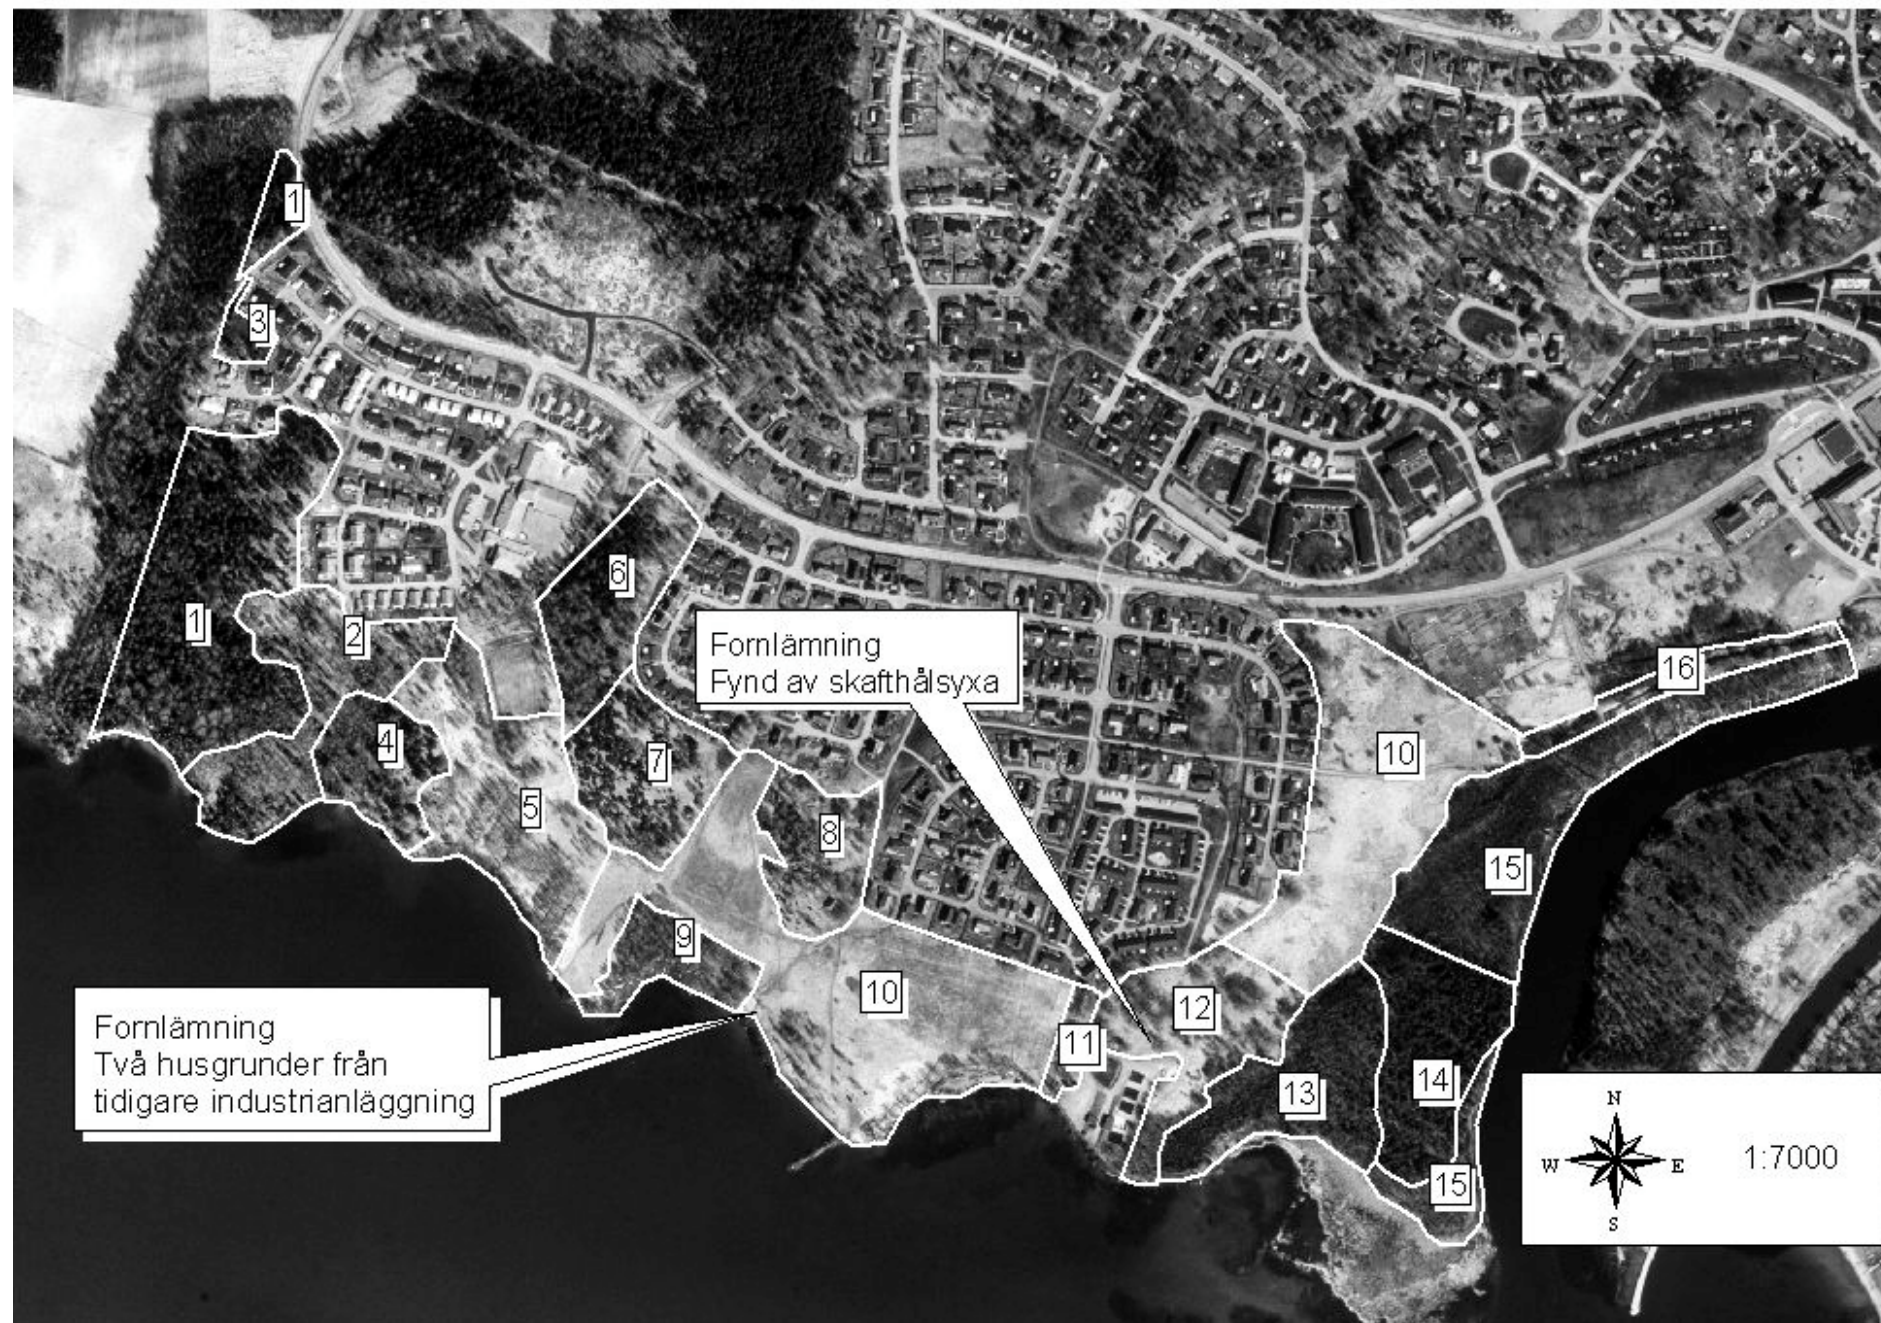 1
3
6
1
2
Fornlämning
Fynd av skafthålsyxa
16
4
7
10
5
8
15
9
10
12
Fornlämning
Två husgrunder från
tidigare industrianläggning
11
14
13
N
W E
S
1:7000
15